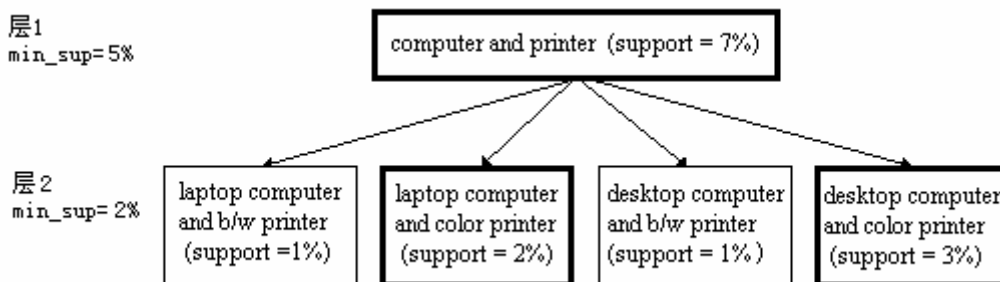 层1
min_sup=5%
computer and printer (support = 7%)
层2
min_sup=2%
laptop computer
and b/w printer
(support =1%)
laptop computer
and color printer
(support = 2%)
desktop computer
and b/w printer
(support = 1%)
desktop computer
and color printer
(support = 3%)